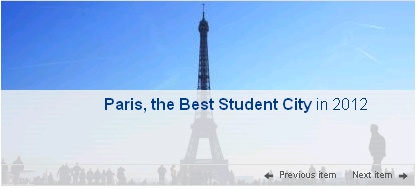 Paris, the Best Student City in 2012
Previous item Next item